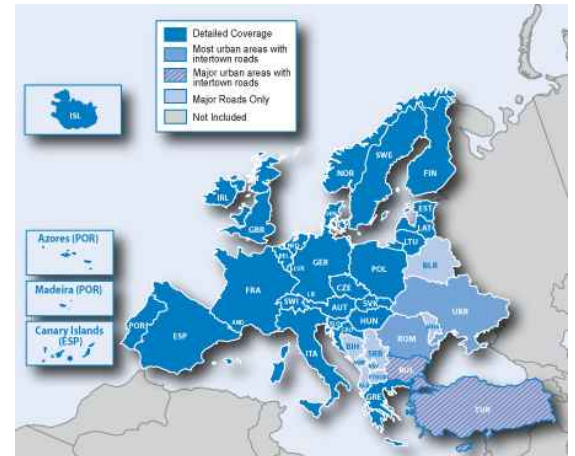 Detailed Coverage
Most urban areas with
intertown roads
Major urban areas with
intertown roads
Major Roads Only
Not Included
ISL
SWE
NOR
FIN
EST
LAT
LTU
IRL
GBR
BLR
Azores (POR)
GER
POL
Madeira (POR)
CZE
UKR
FRA
SVK
AUT
SWI
HUN
Canary Islands
(ESP)
ROM
POR
ESP
AND
ITA
BIH
SRB
BUL
GRE
TUR